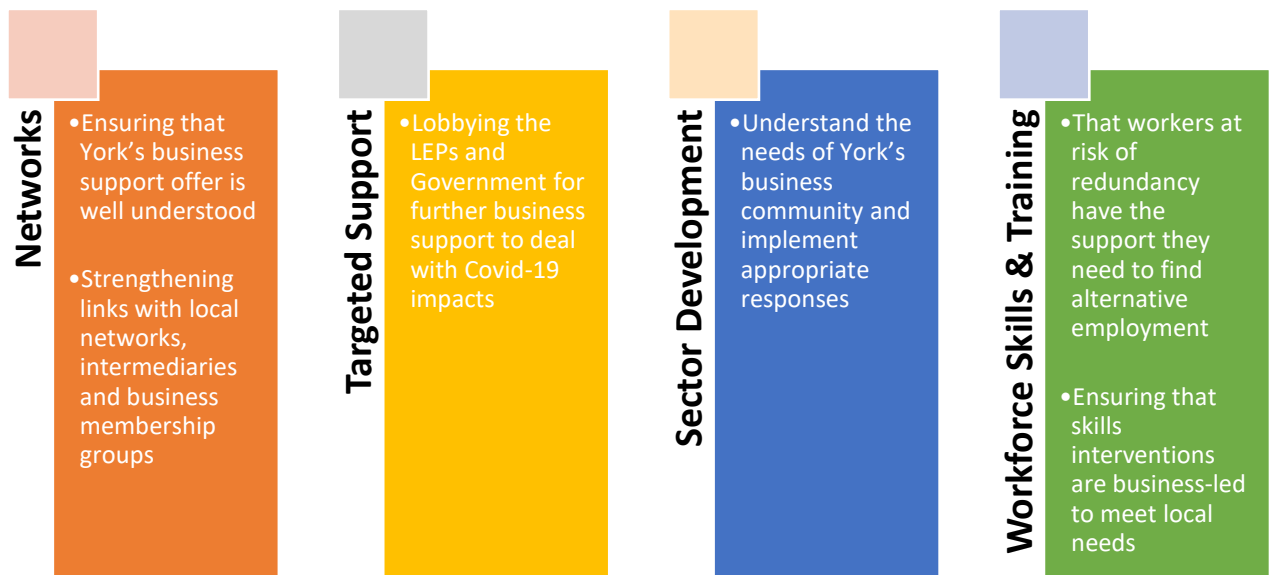 Networks
•Ensuring that
York’s business
support offer is
well understood
•Strengthening
links with local
networks,
intermediaries
and business
membership
groups
Targeted Support
•Lobbying the
LEPs and
Government for
further business
support to deal
with Covid-19
impacts
Sector Development
•Understand the
needs of York’s
business
community and
implement
appropriate
responses
Workforce Skills & Training
•That workers at
risk of
redundancy
have the
support they
need to find
alternative
employment
•Ensuring that
skills
interventions
are business-led
to meet local
needs